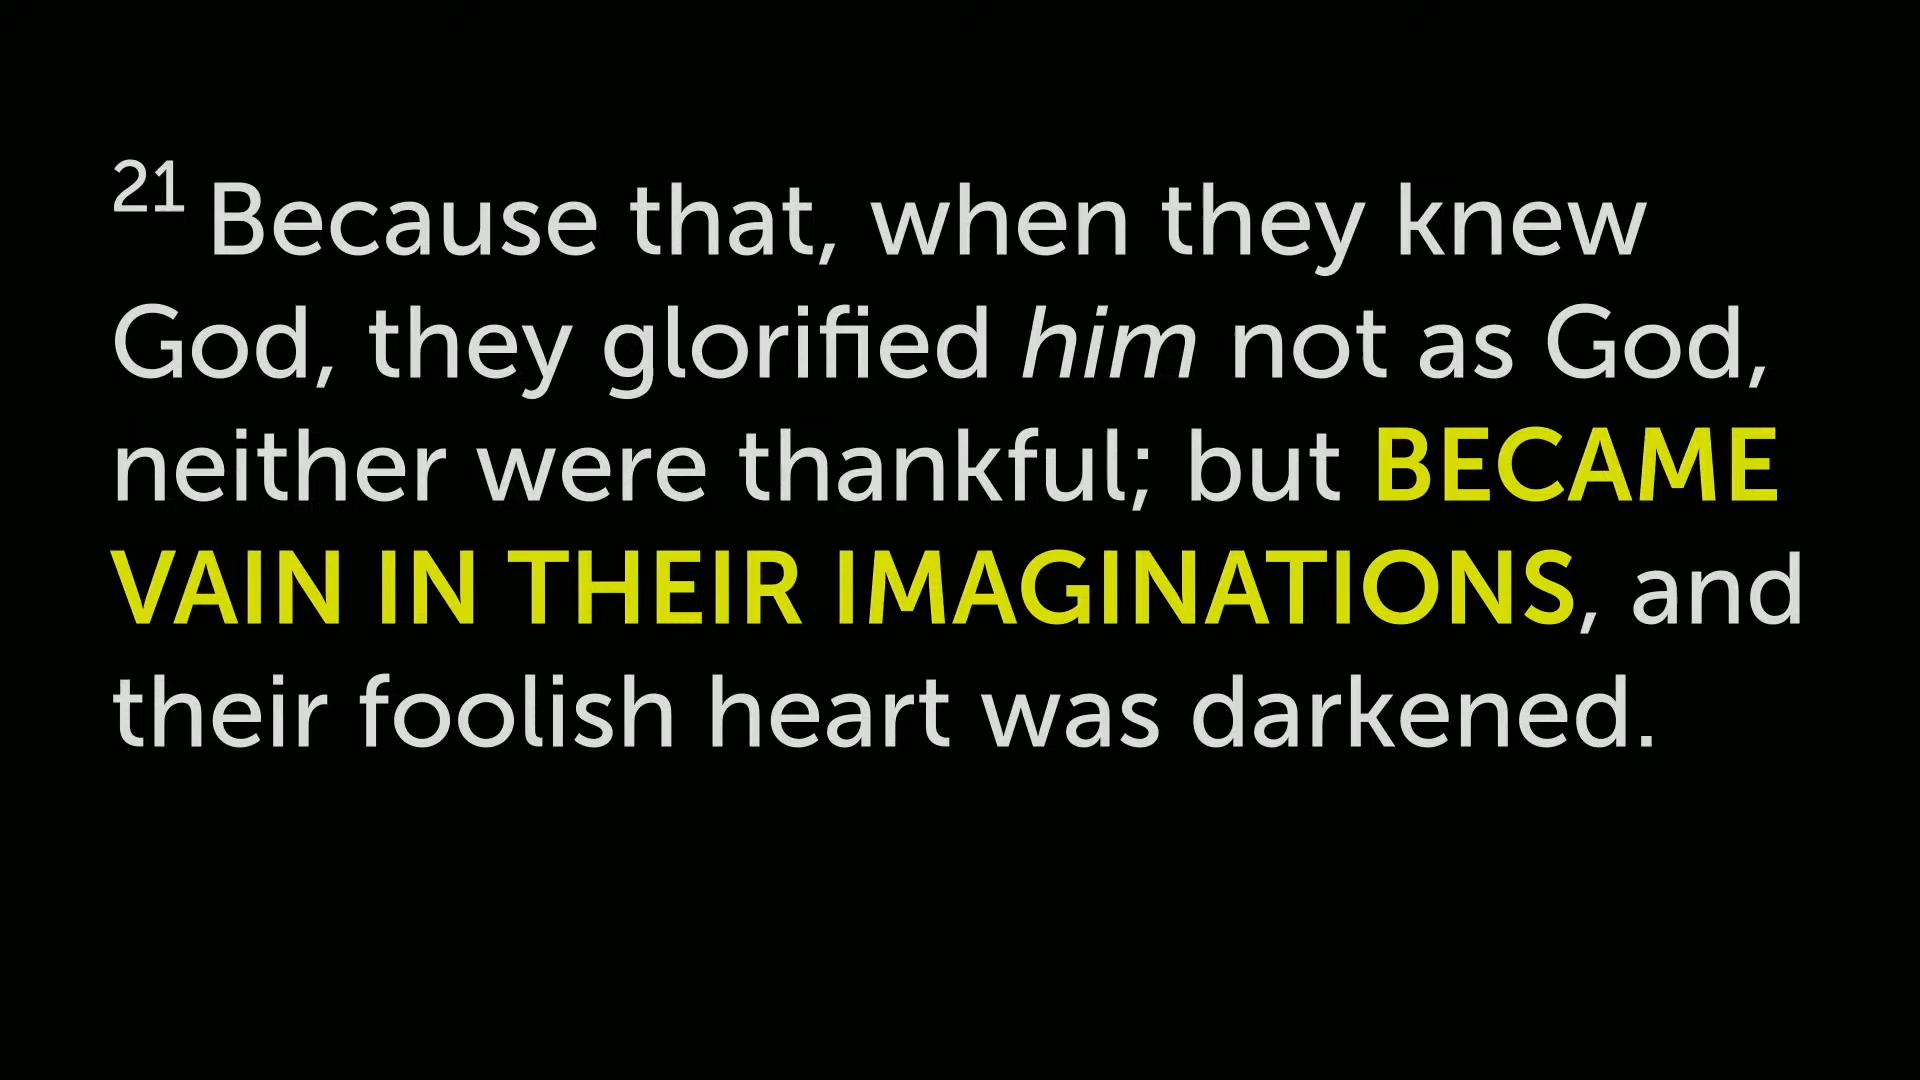 21 Because that, when they knew
God, they glorified him not as God,
neither were thankful; but BECAME
VAIN IN THEIR IMAGINATIONS, and
their foolish heart was darkened.